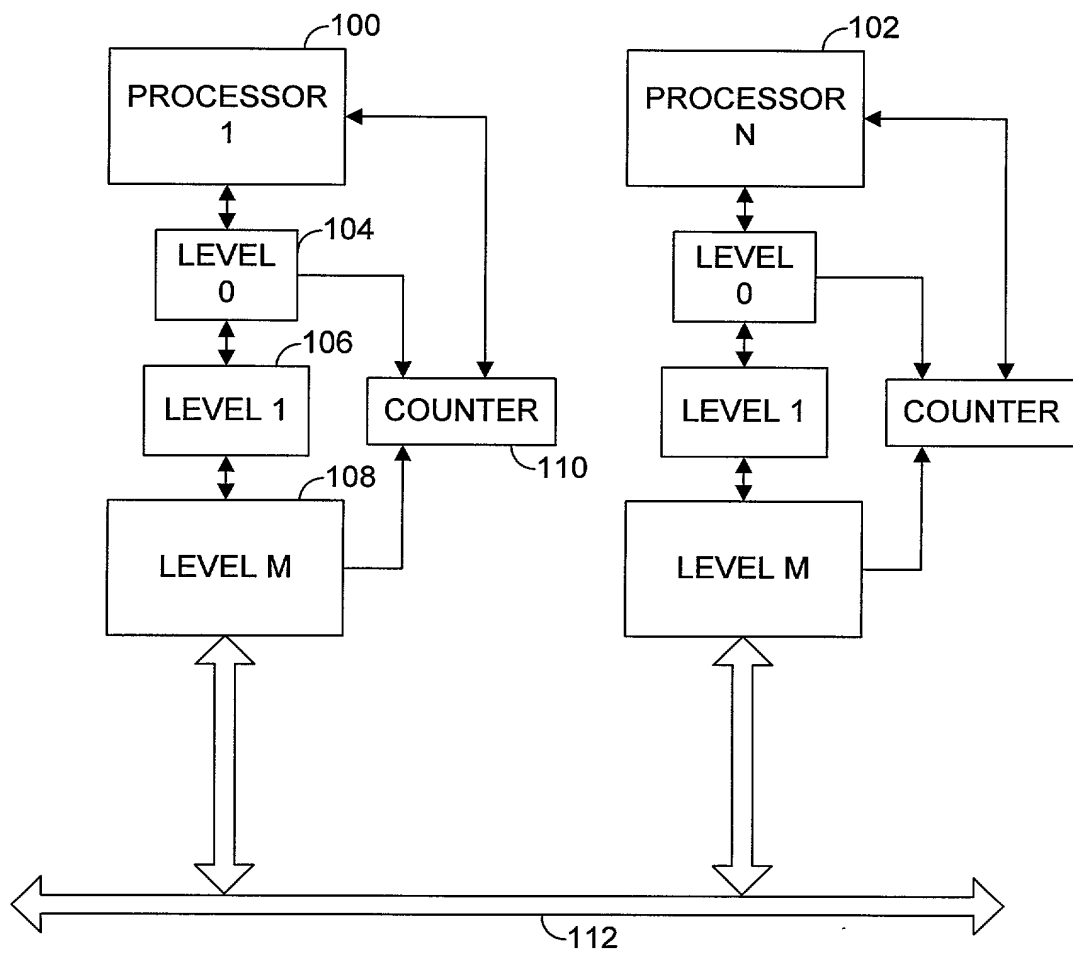 100
102
PROCESSOR
1
PROCESSOR
N
104
LEVEL
0
LEVEL
0
106
LEVEL 1
COUNTER
LEVEL 1
COUNTER
110
108
LEVEL M
LEVEL M
112